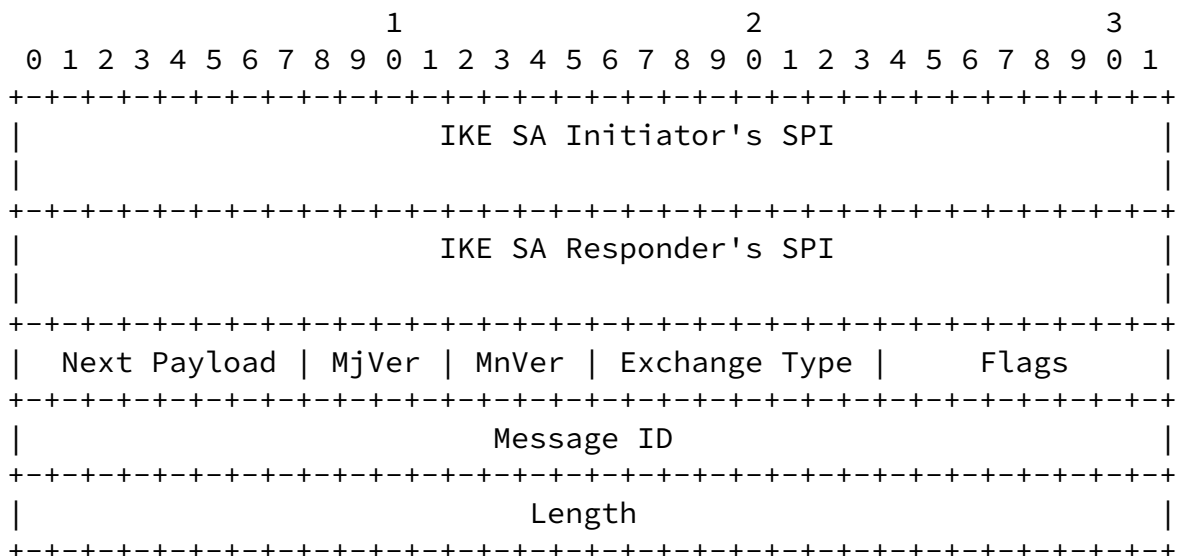 1                   2                   3
 0 1 2 3 4 5 6 7 8 9 0 1 2 3 4 5 6 7 8 9 0 1 2 3 4 5 6 7 8 9 0 1
+-+-+-+-+-+-+-+-+-+-+-+-+-+-+-+-+-+-+-+-+-+-+-+-+-+-+-+-+-+-+-+-+
|                       IKE SA Initiator's SPI                  |
|                                                               |
+-+-+-+-+-+-+-+-+-+-+-+-+-+-+-+-+-+-+-+-+-+-+-+-+-+-+-+-+-+-+-+-+
|                       IKE SA Responder's SPI                  |
|                                                               |
+-+-+-+-+-+-+-+-+-+-+-+-+-+-+-+-+-+-+-+-+-+-+-+-+-+-+-+-+-+-+-+-+
|  Next Payload | MjVer | MnVer | Exchange Type |     Flags     |
+-+-+-+-+-+-+-+-+-+-+-+-+-+-+-+-+-+-+-+-+-+-+-+-+-+-+-+-+-+-+-+-+
|                          Message ID                           |
+-+-+-+-+-+-+-+-+-+-+-+-+-+-+-+-+-+-+-+-+-+-+-+-+-+-+-+-+-+-+-+-+
|                            Length                             |
+-+-+-+-+-+-+-+-+-+-+-+-+-+-+-+-+-+-+-+-+-+-+-+-+-+-+-+-+-+-+-+-+